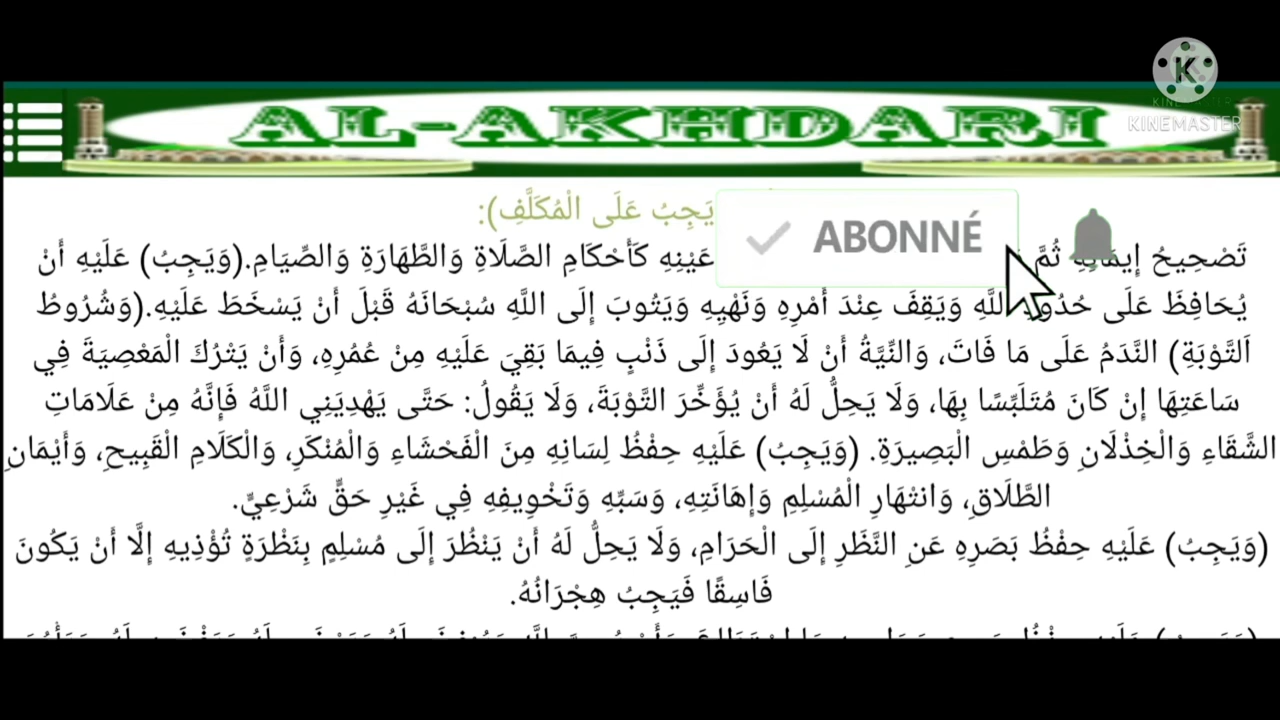 KINEMASTER
AL-AKHDARI
يَجِبُ عَلَى الْمُكَلَّفِ):
ABONNÉ
تَصْحِيحُ إِيمَانِهِ ثُمَّ عَيْنِهِ كَأَحْكَامِ الصَّلَاةِ وَالطَّهَارَةِ وَالصِّيَامِ.(وَيَجِبُ) عَلَيْهِ أَنْ
يُحَافِظَ عَلَى حُدُودِ اللَّهِ وَيَقِفَ عِنْدَ أَمْرِهِ وَنَهْيِهِ وَيَتُوبَ إِلَى اللَّهِ سُبْحَانَهُ قَبْلَ أَنْ يَسْخَطَ عَلَيْهِ.(وَشُرُوطُ
اَلتَّوْبَةِ) النَّدَمُ عَلَى مَا فَاتَ، وَالنِّيَّةُ أَنْ لَا يَعُودَ إِلَى ذَنْبٍ فِيمَا بَقِيَ عَلَيْهِ مِنْ عُمُرِهِ، وَأَنْ يَتْرُكَ الْمَعْصِيَةَ فِي
سَاعَتِهَا إِنْ كَانَ مُتَلَبِّسًا بِهَا، وَلَا يَحِلُّ لَهُ أَنْ يُؤَخِّرَ التَّوْبَةَ، وَلَا يَقُولُ: حَتَّى يَهْدِيَنِي اللَّهُ فَإِنَّهُ مِنْ عَلَامَاتِ
الشَّقَاءِ وَالْخِذْلَانِ وَطَمْسِ الْبَصِيرَةِ. (وَيَجِبُ) عَلَيْهِ حِفْظُ لِسَانِهِ مِنَ الْفَحْشَاءِ وَالْمُنْكَرِ، وَالْكَلَامِ الْقَبِيحِ، وَأَيْمَانِ
الطَّلَاقِ، وَانتْهَارِ الْمُسْلِمِ وَإِهَانَتِهِ، وَسَبِّهِ وَتَخْوِيفِهِ فِي غَيْرِ حَقٍّ شَرْعِيٍّ.
(وَيَجِبُ) عَلَيْهِ حِفْظُ بَصَرِهِ عَنِ النَّظَرِ إِلَى الْحَرَامِ، وَلَا يَحِلُّ لَهُ أَنْ يَنْظُرَ إِلَى مُسْلِمٍ بِنَظْرَةٍ تُؤْذِيهِ إِلَّا أَنْ يَكُونَ
فَاسِقًا فَيَجِبُ هِجْرَانُهُ.